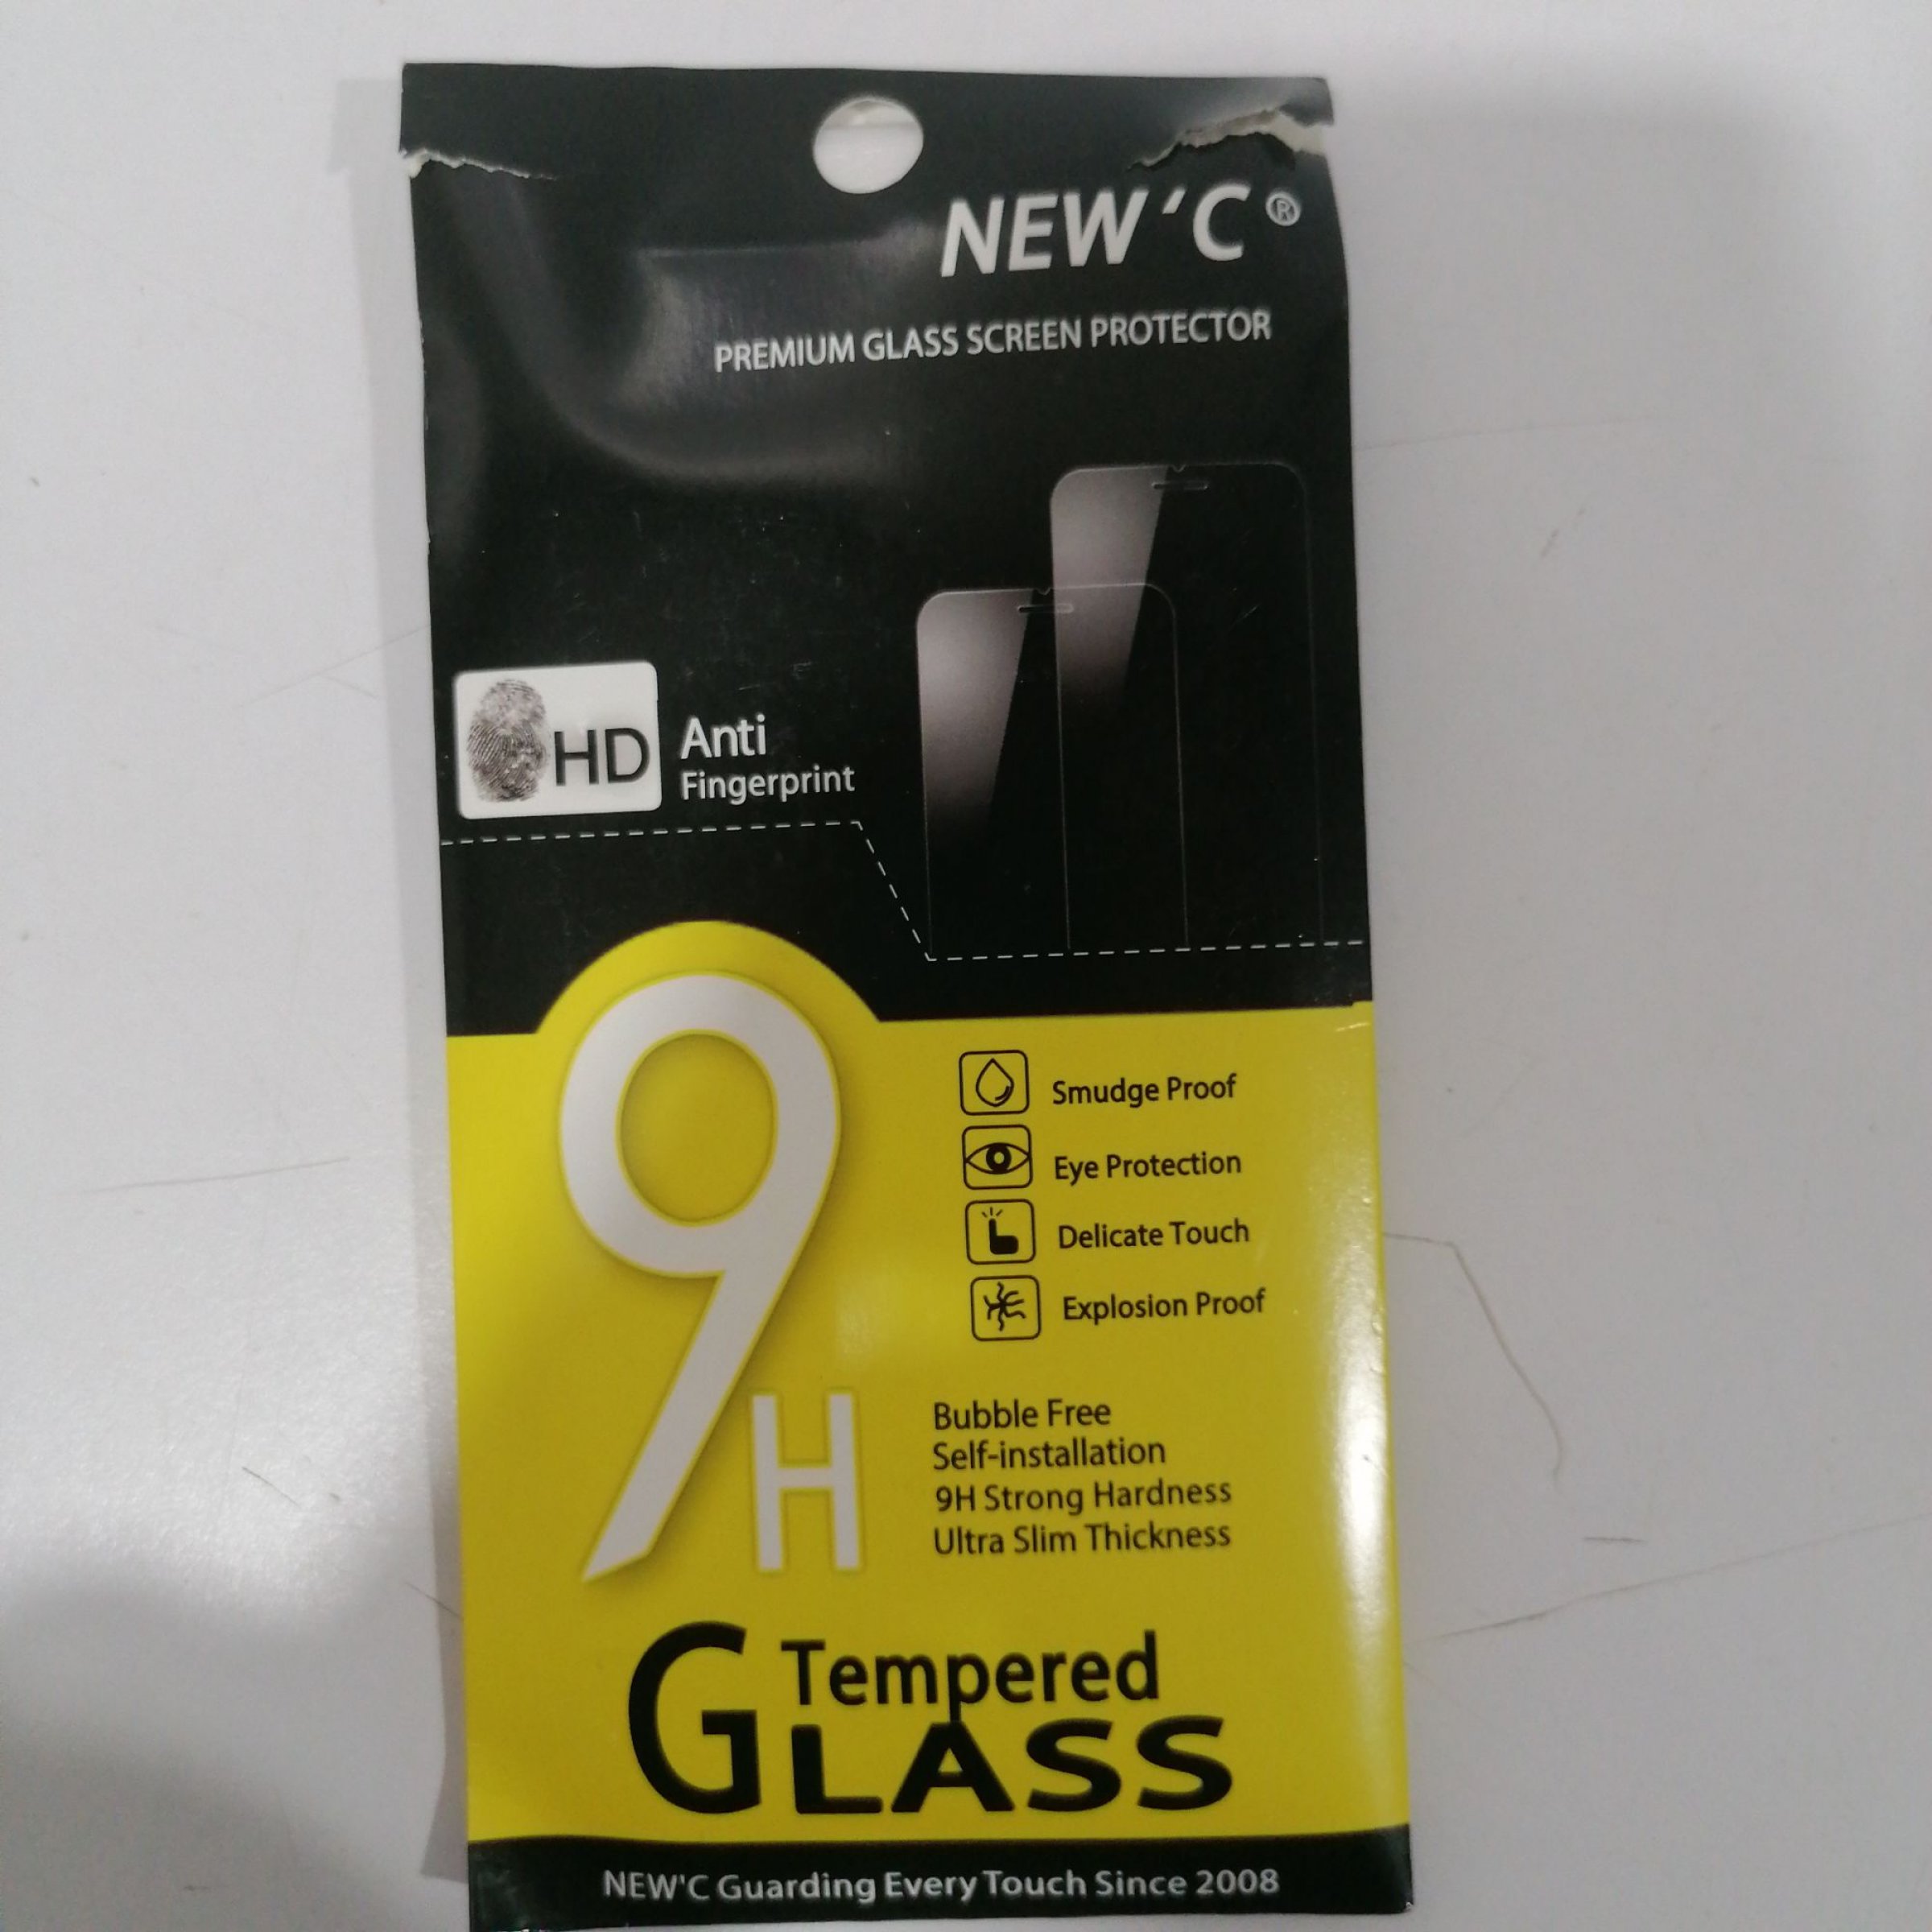 NEW'C®
PREMIUM GLASS SCREEN PROTECTOR
HD
Anti
Fingerprint
9H
Smudge Proof
Eye Protection
Delicate Touch
Explosion Proof
Bubble Free
Self-installation
9H Strong Hardness
Ultra Slim Thickness
Tempered
GLASS
NEW'C Guarding Every Touch Since 2008